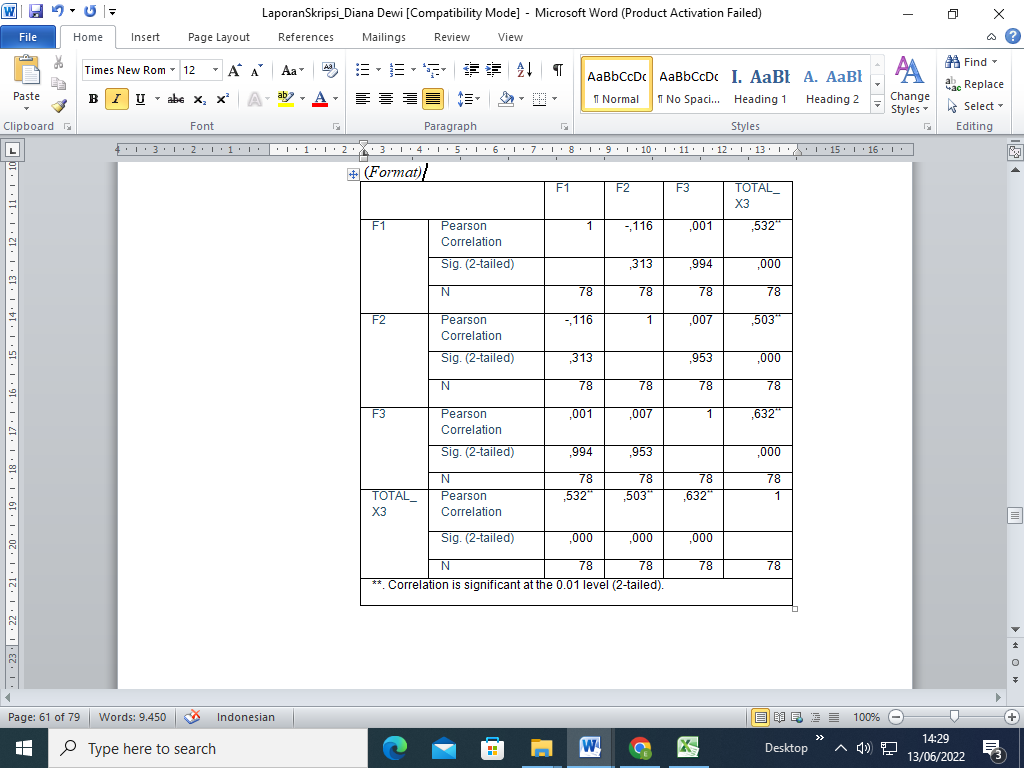 LaporanSkripsi_Diana Dewi [Compatibility Mode] - Microsoft Word (Product Activation Failed)
File Home Insert Page Layout References Mailings Review View
Paste
Clipboard
Times New Rom 12
Font
Paragraph
AaBbCcDc AaBbCcDc I. AaBb A. AaBl
¶ Normal ¶ No Spaci... Heading 1 Heading 2
Change Styles
Styles
Find
Replace
Select
Editing
(Format)
F1 F2 F3 TOTAL_
X3
F1 Pearson 1 -,116 ,001 ,532**
Correlation
Sig. (2-tailed) ,313 ,994 ,000
N 78 78 78 78
F2 Pearson -,116 1 ,007 ,503**
Correlation
Sig. (2-tailed) ,313 ,953 ,000
N 78 78 78 78
F3 Pearson ,001 ,007 1 ,632**
Correlation
Sig. (2-tailed) ,994 ,953 ,000
N 78 78 78 78
TOTAL_ Pearson ,532** ,503** ,632** 1
X3 Correlation
Sig. (2-tailed) ,000 ,000 ,000
N 78 78 78 78
**. Correlation is significant at the 0.01 level (2-tailed).
Page: 61 of 79 Words: 9.450 Indonesian 100%
Type here to search
Desktop
14:29
13/06/2022
3